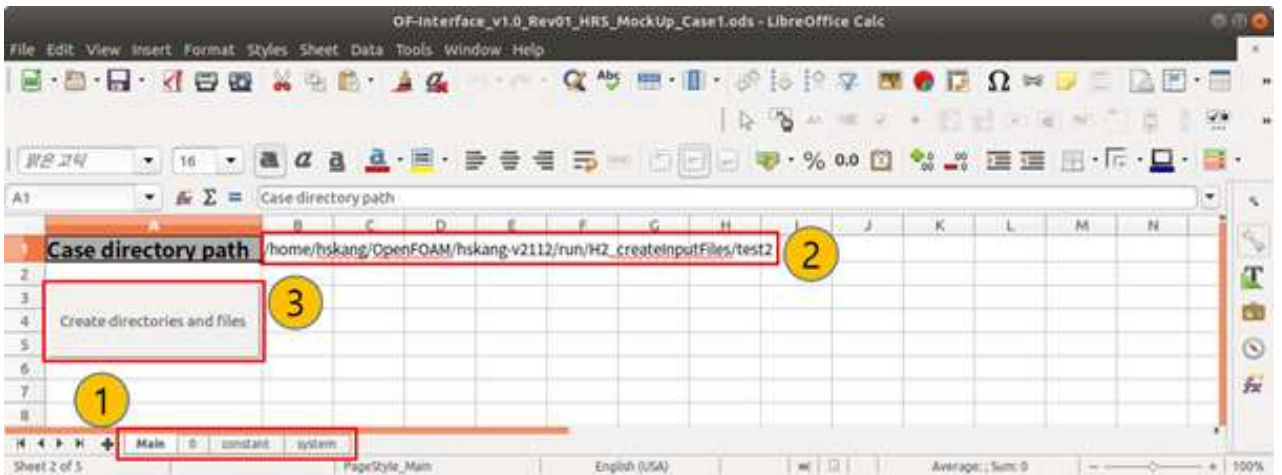 OF-Interface_v1.0_Rev01_HRS_MockUp_Case1.ods - LibreOffice Calc
File Edit View Insert Format Styles Sheet Data Tools Window Help
맑은 고딕 16 a a a % 0.0
A1 Case directory path
A B C D E F G H I J K L M N
1 Case directory path /home/hskang/OpenFOAM/hskang-v2112/run/H2_createInputFiles/test2 2
2
3 3
4 Create directories and files
5
6
7 1
8
Main 0 constant system
Sheet 2 of 5 PageStyle_Main English (USA) Average: ; Sum: 0 100%